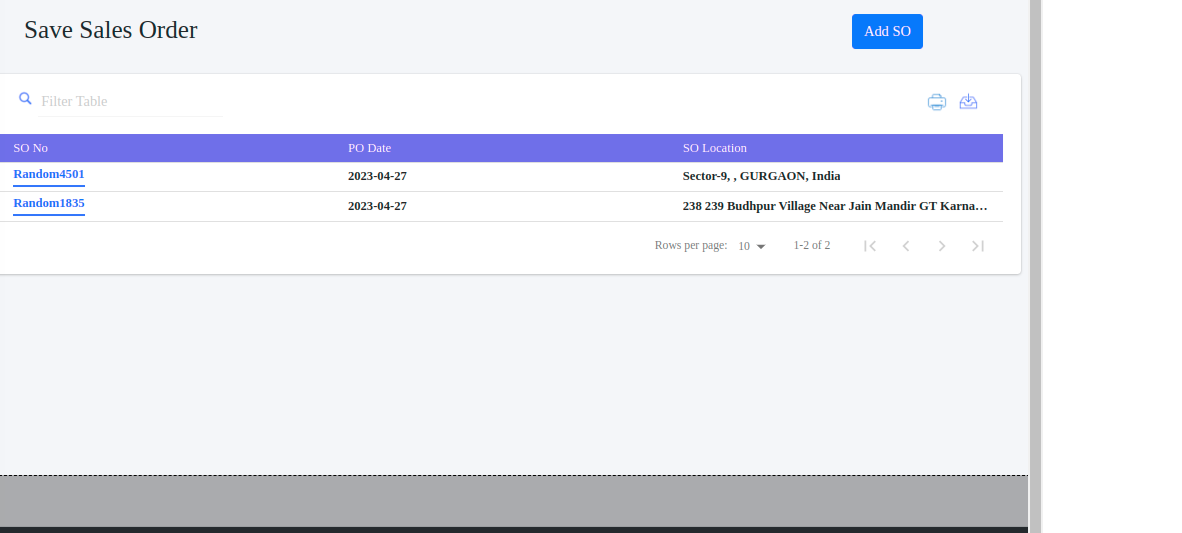 Save Sales Order
Add SO
Filter Table
SO No PO Date SO Location
Random4501 2023-04-27 Sector-9, , GURGAON, India
Random1835 2023-04-27 238 239 Budhpur Village Near Jain Mandir GT Karna…
Rows per page: 10 1-2 of 2